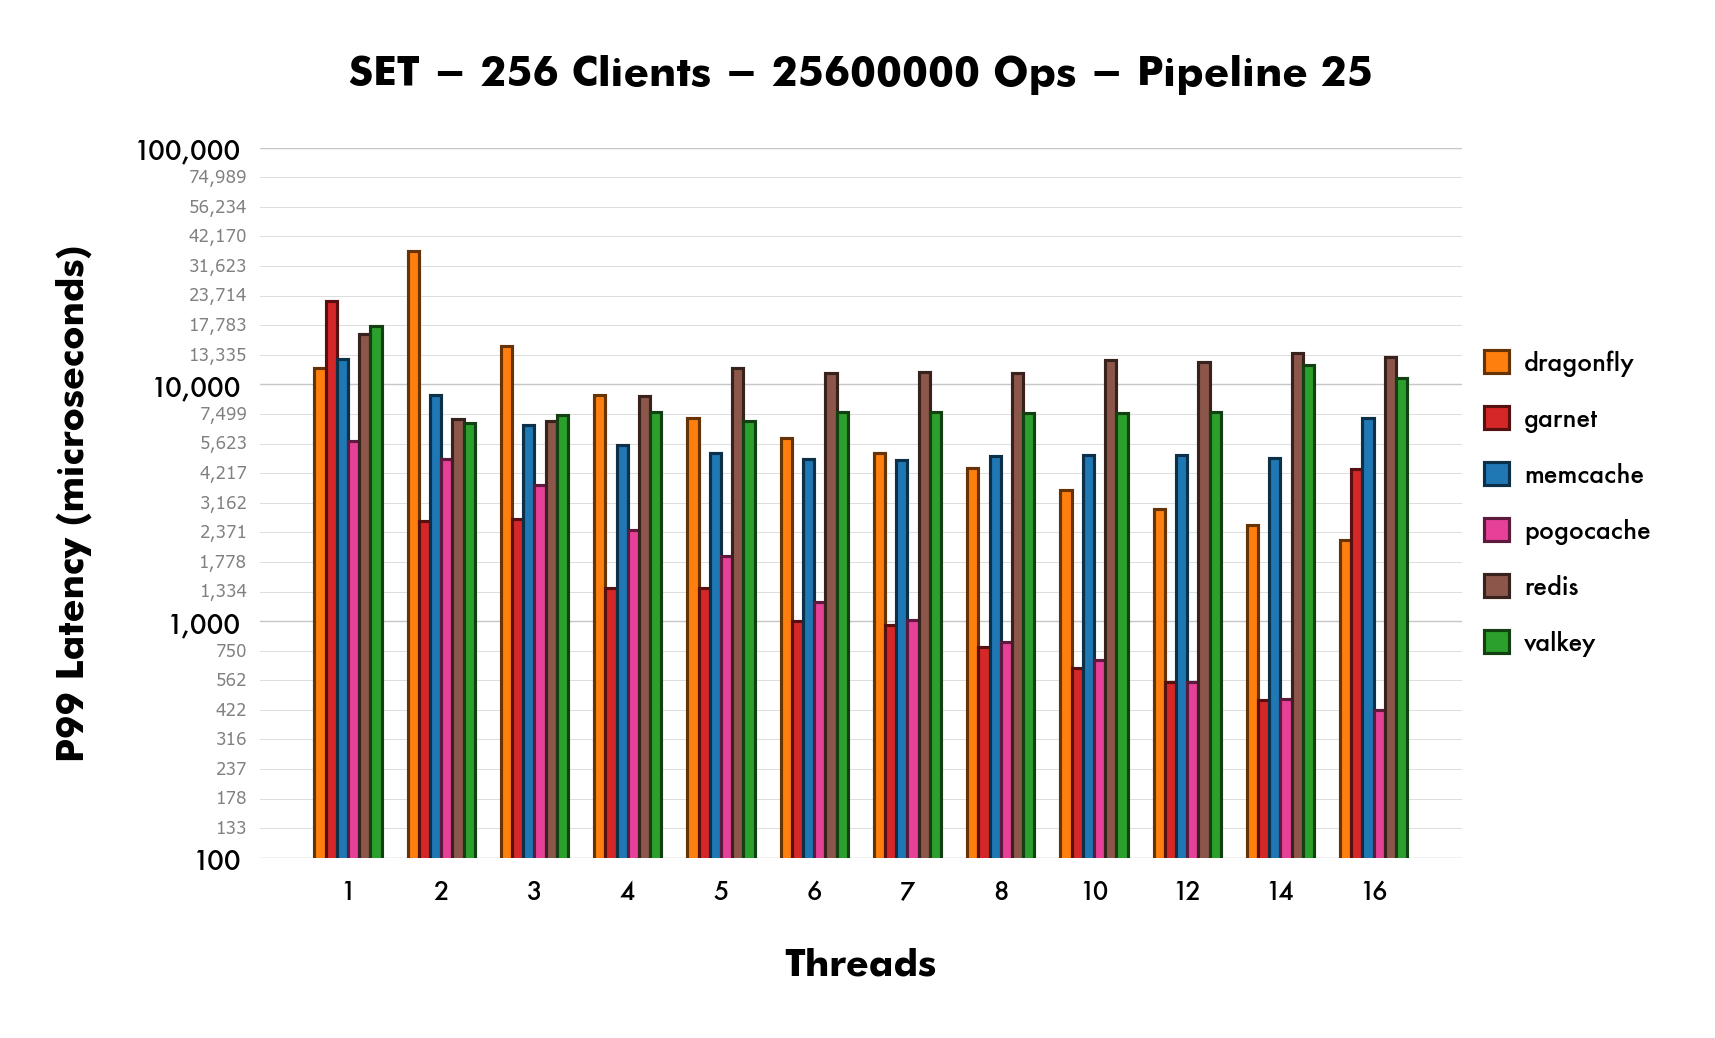 SET – 256 Clients – 25600000 Ops – Pipeline 25
P99 Latency (microseconds)
100,000
74,989
56,234
42,170
31,623
23,714
17,783
13,335
10,000
7,499
5,623
4,217
3,162
2,371
1,778
1,334
1,000
750
562
422
316
237
178
133
100
1 2 3 4 5 6 7 8 10 12 14 16
Threads
dragonfly
garnet
memcache
pogocache
redis
valkey